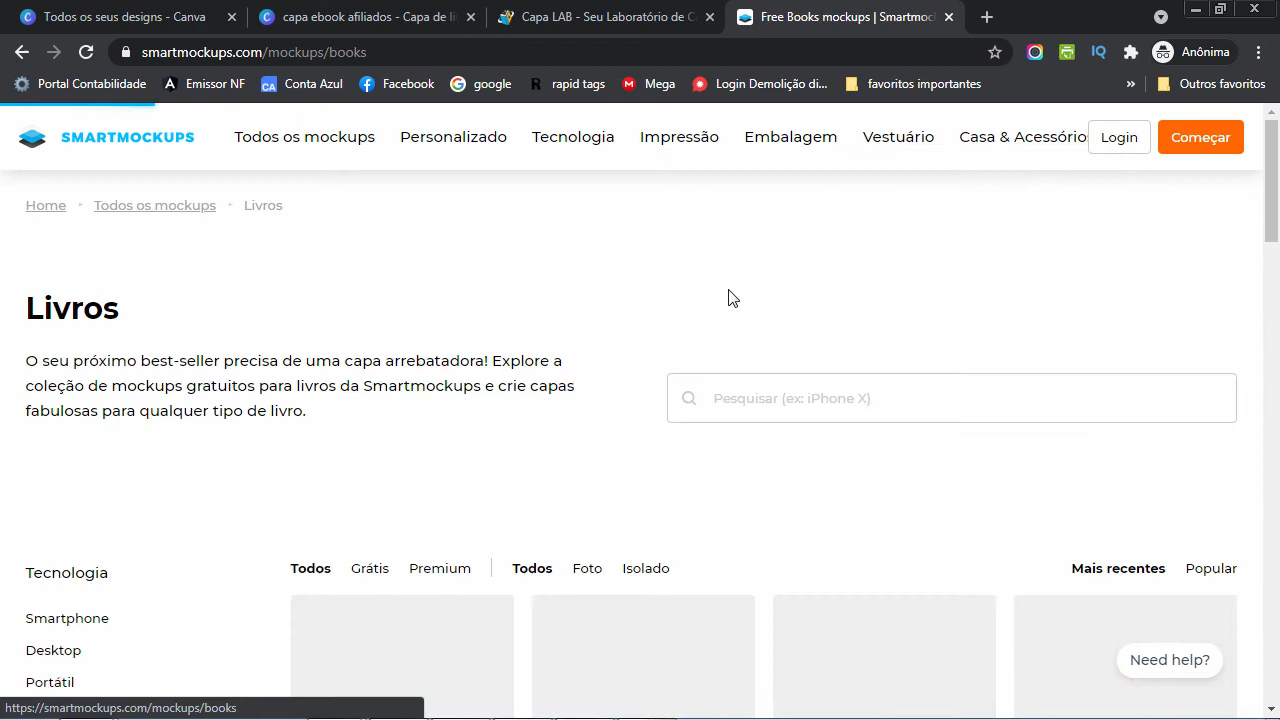 Todos os seus designs - Canva
capa ebook afiliados - Capa de li
Capa LAB - Seu Laboratório de C
Free Books mockups | Smartmoc
smartmockups.com/mockups/books
Anônima
Portal Contabilidade
Emissor NF
Conta Azul
Facebook
google
rapid tags
Mega
Login Demolição di...
favoritos importantes
Outros favoritos
SMARTMOCKUPS
Todos os mockups
Personalizado
Tecnologia
Impressão
Embalagem
Vestuário
Casa & Acessório
Login
Começar
Home
Todos os mockups
Livros
Livros
O seu próximo best-seller precisa de uma capa arrebatadora! Explore a
coleção de mockups gratuitos para livros da Smartmockups e crie capas
fabulosas para qualquer tipo de livro.
Pesquisar (ex: iPhone X)
Tecnologia
Todos Grátis Premium
Todos Foto Isolado
Mais recentes Popular
Smartphone
Desktop
Portátil
Need help?
https://smartmockups.com/mockups/books